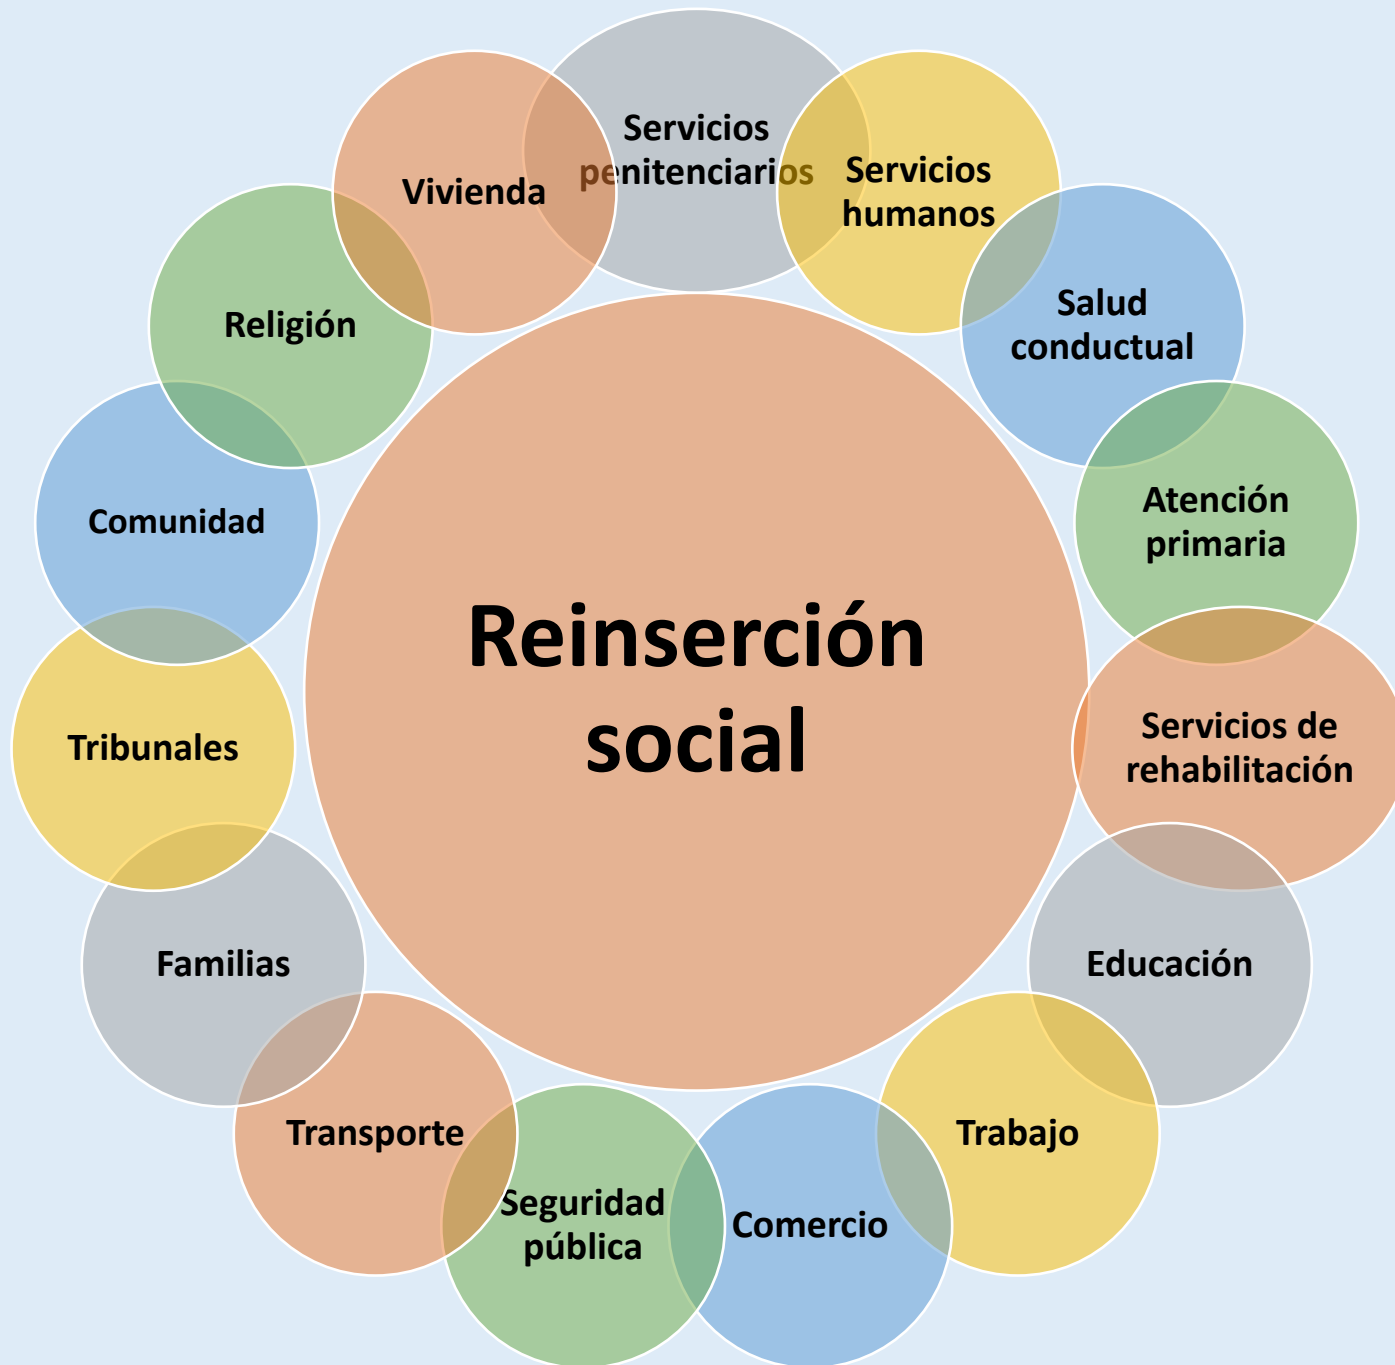 Servicios
penitenciarios
Servicios
humanos
Salud
conductual
Atención
primaria
Servicios de
rehabilitación
Educación
Trabajo
Comercio
Seguridad
pública
Transporte
Familias
Tribunales
Comunidad
Religión
Vivienda
Reinserción
social